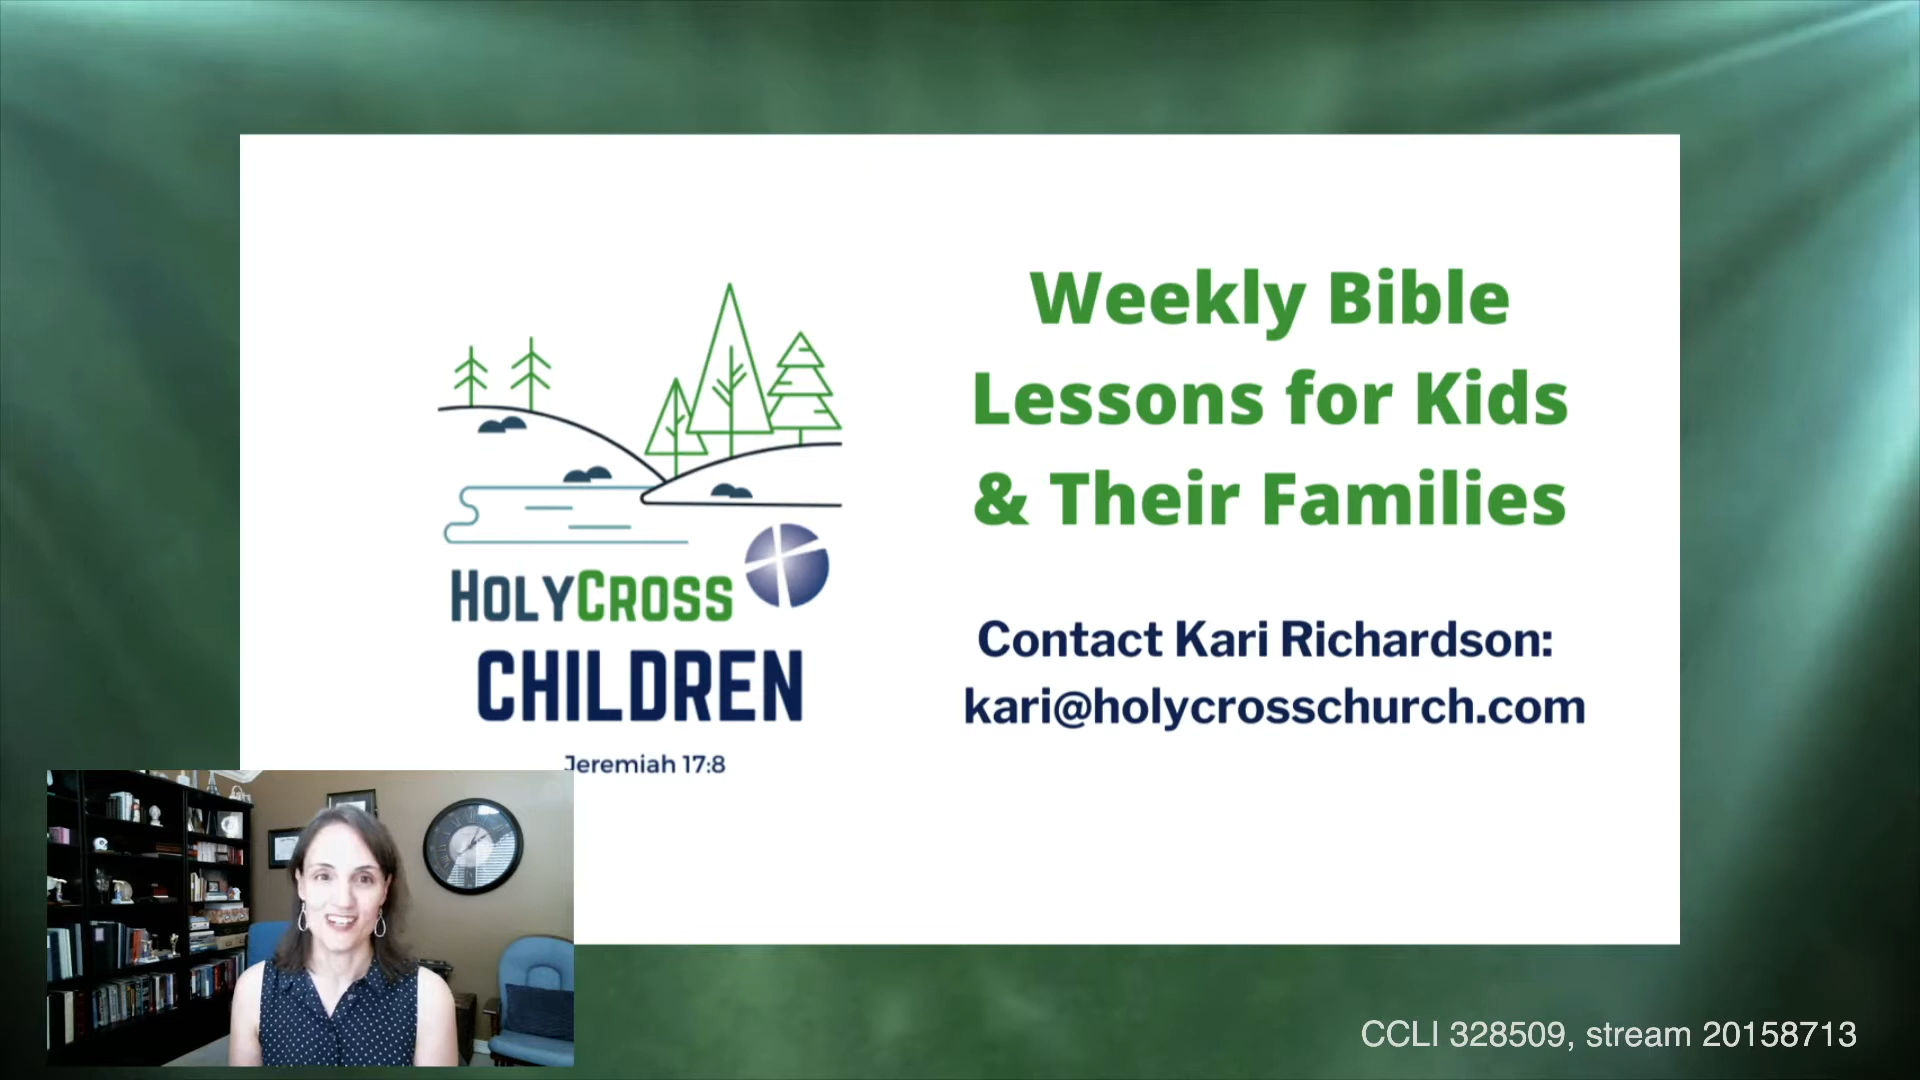 Weekly Bible
Lessons for Kids
& Their Families
Contact Kari Richardson:
kari@holycrosschurch.com
HOLYCROSS
CHILDREN
Jeremiah 17:8
CCLI 328509, stream 20158713